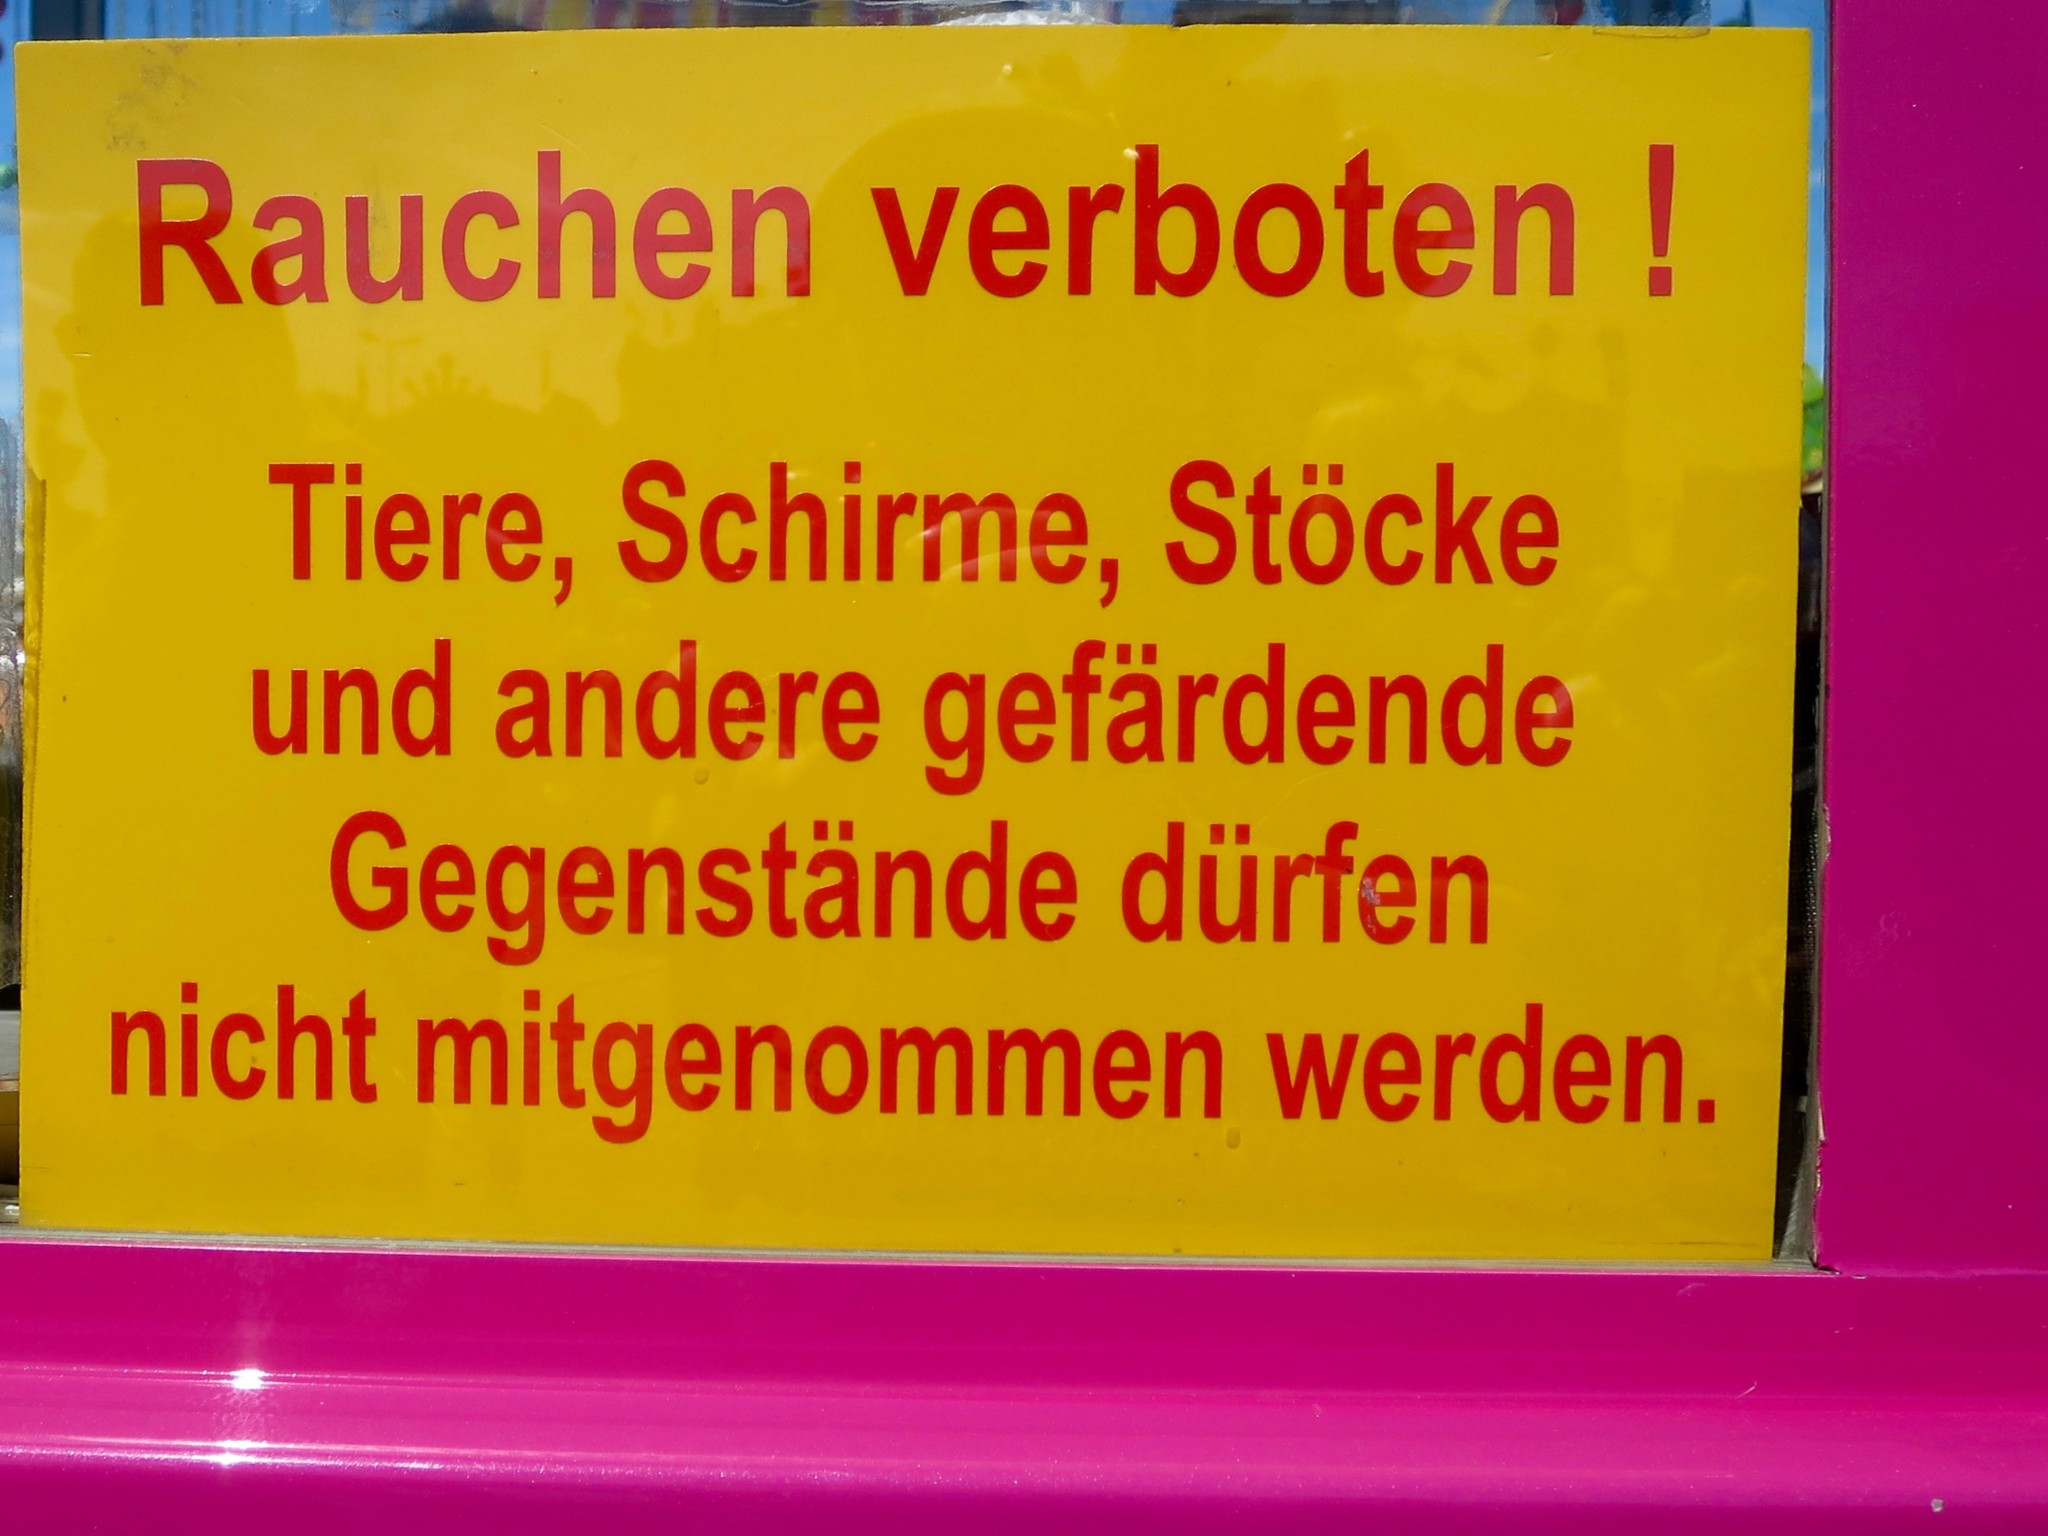 Rauchen verboten !
Tiere, Schirme, Stöcke
und andere gefärdende
Gegenstände dürfen
nicht mitgenommen werden.